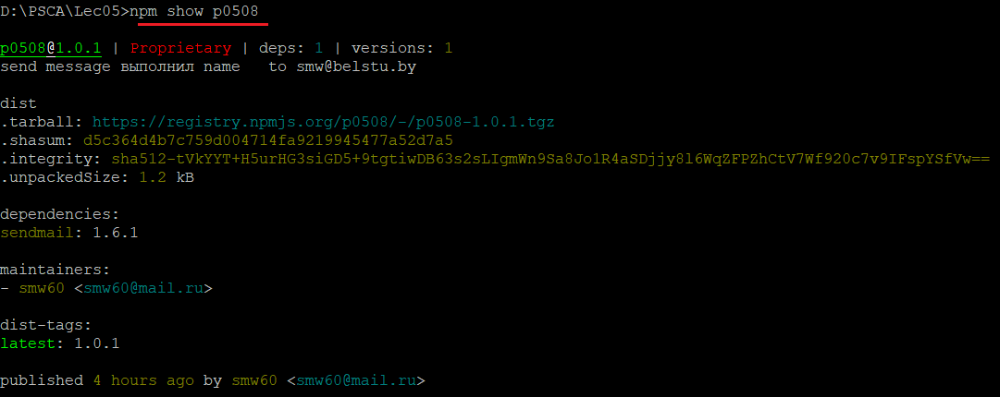 D:\PSCA\Lec05>npm show p0508
p0508@1.0.1 | Proprietary | deps: 1 | versions: 1
send message выполнил name   to smw@belstu.by
dist
.tarball: https://registry.npmjs.org/p0508/-/p0508-1.0.1.tgz
.shasum: d5c364d4b7c759d004714fa9219945477a52d7a5
.integrity: sha512-tVkYYT+H5urHG3siGD5+9tgtiwDB63s2sLIgmWn9Sa8Jo1R4aSDjjy8l6WqZFPZhCtV7Wf920c7v9IFspYSfVw==
.unpackedSize: 1.2 kB
dependencies:
sendmail: 1.6.1
maintainers:
- smw60 <smw60@mail.ru>
dist-tags:
latest: 1.0.1
published 4 hours ago by smw60 <smw60@mail.ru>